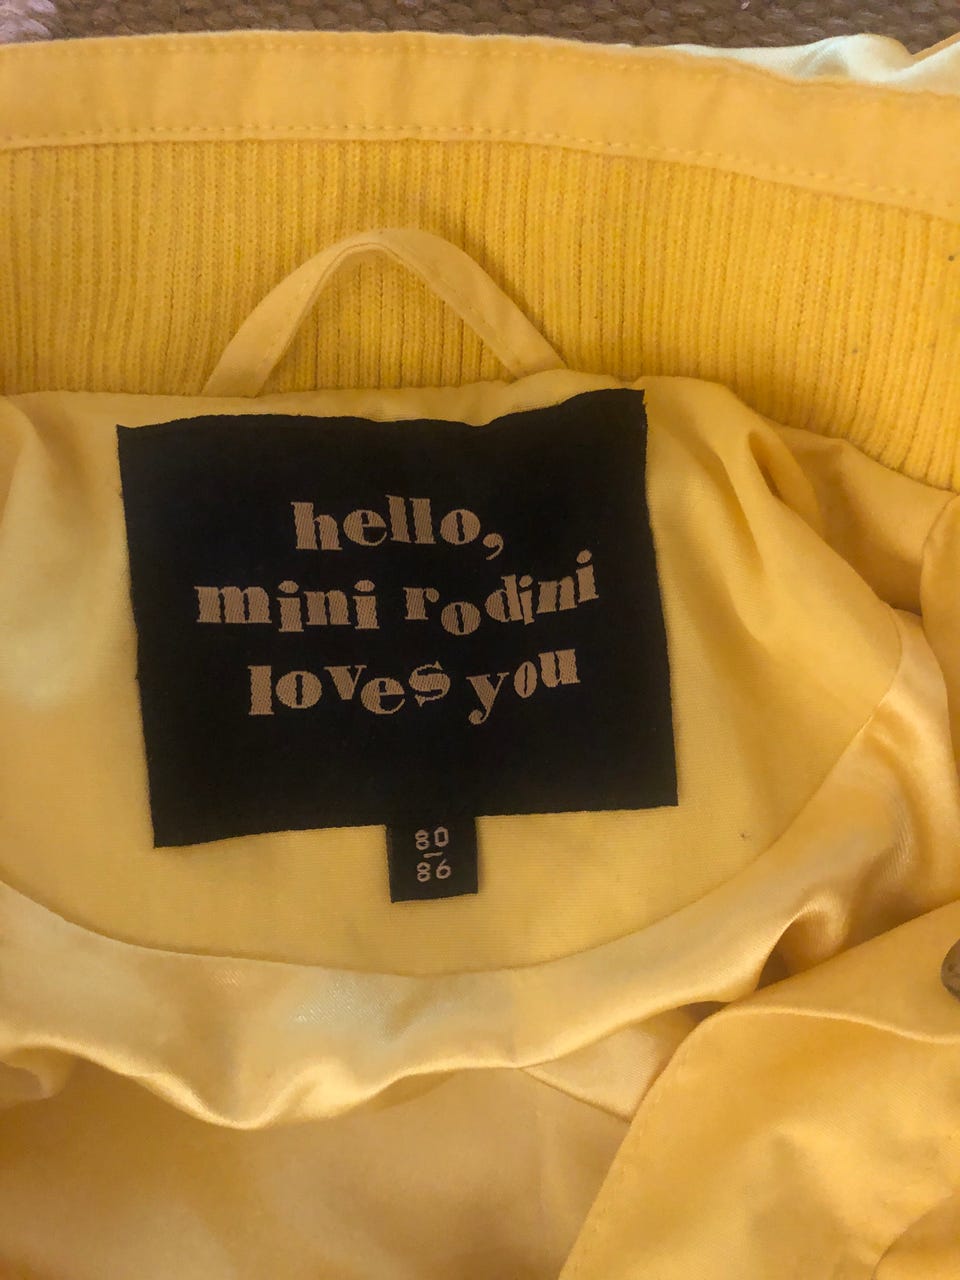 hello,
mini rodini
loves you
80
–
86